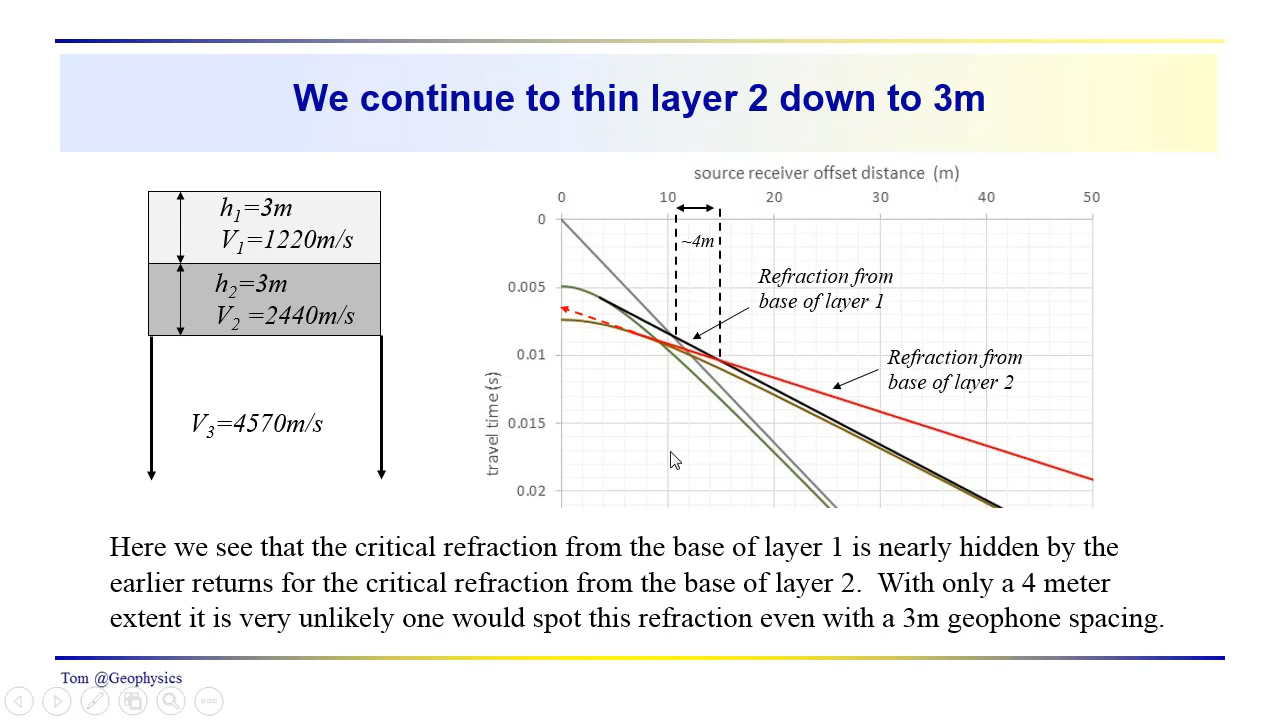 We continue to thin layer 2 down to 3m
h1=3m
V1=1220m/s
h2=3m
V2 =2440m/s
V3=4570m/s
source receiver offset distance (m)
0 10 20 30 40 50
0
0.005
0.01
0.015
0.02
travel time (s)
~4m
Refraction from
base of layer 1
Refraction from
base of layer 2
Here we see that the critical refraction from the base of layer 1 is nearly hidden by the
earlier returns for the critical refraction from the base of layer 2. With only a 4 meter
extent it is very unlikely one would spot this refraction even with a 3m geophone spacing.
Tom @Geophysics